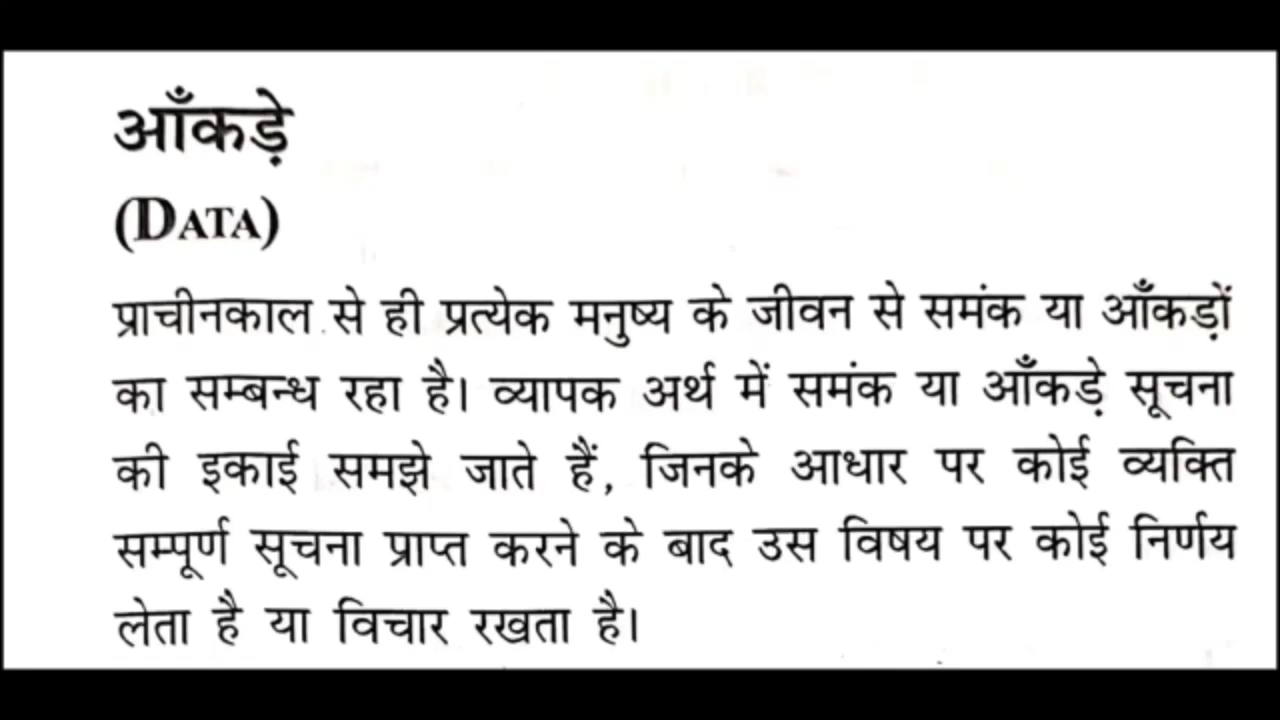 आँकड़े
(DATA)
प्राचीनकाल से ही प्रत्येक मनुष्य के जीवन से समंक या आँकड़ों
का सम्बन्ध रहा है। व्यापक अर्थ में समंक या आँकड़े सूचना
की इकाई समझे जाते हैं, जिनके आधार पर कोई व्यक्ति
सम्पूर्ण सूचना प्राप्त करने के बाद उस विषय पर कोई निर्णय
लेता है या विचार रखता है।